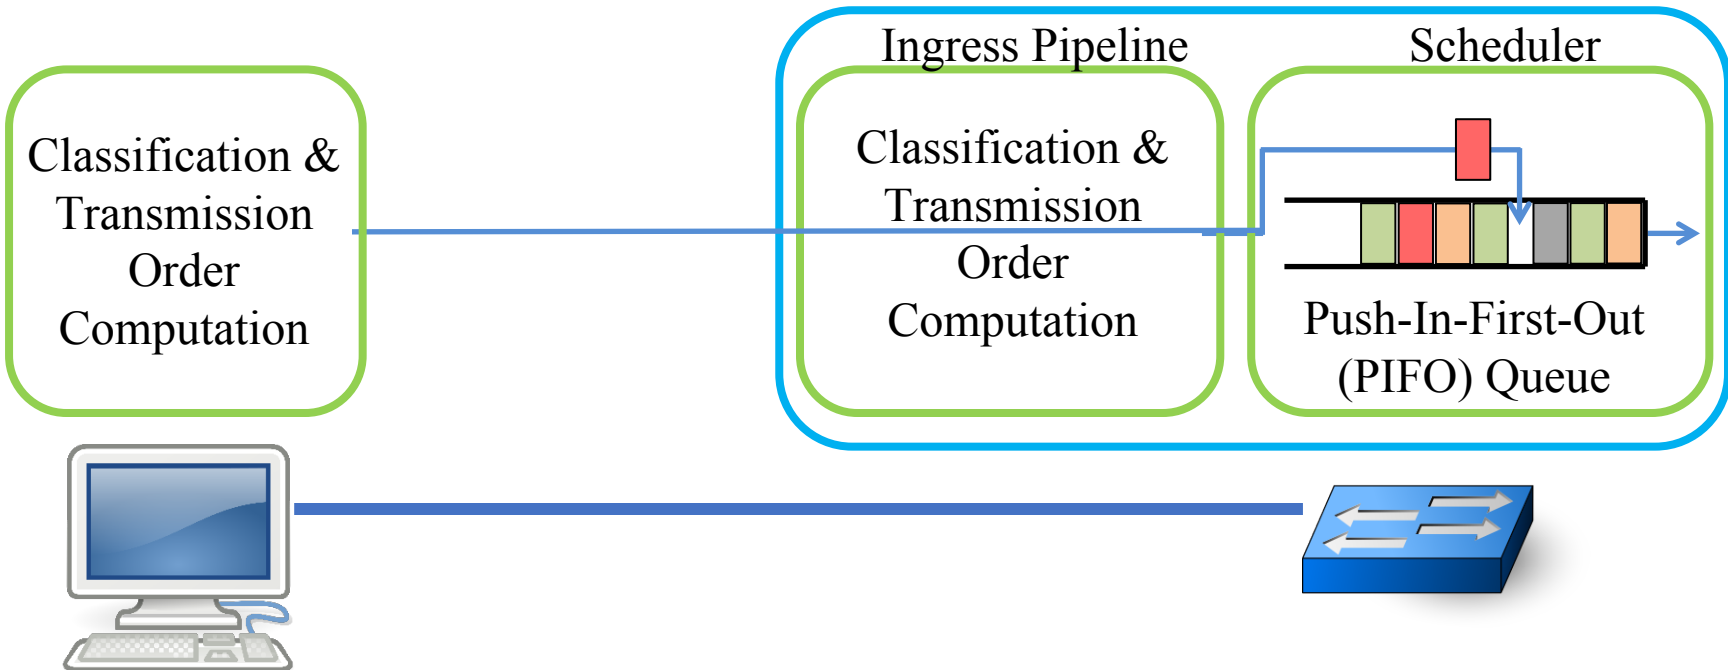 Classification &
Transmission
Order
Computation
Ingress Pipeline
Classification &
Transmission
Order
Computation
Scheduler
Push-In-First-Out
(PIFO) Queue